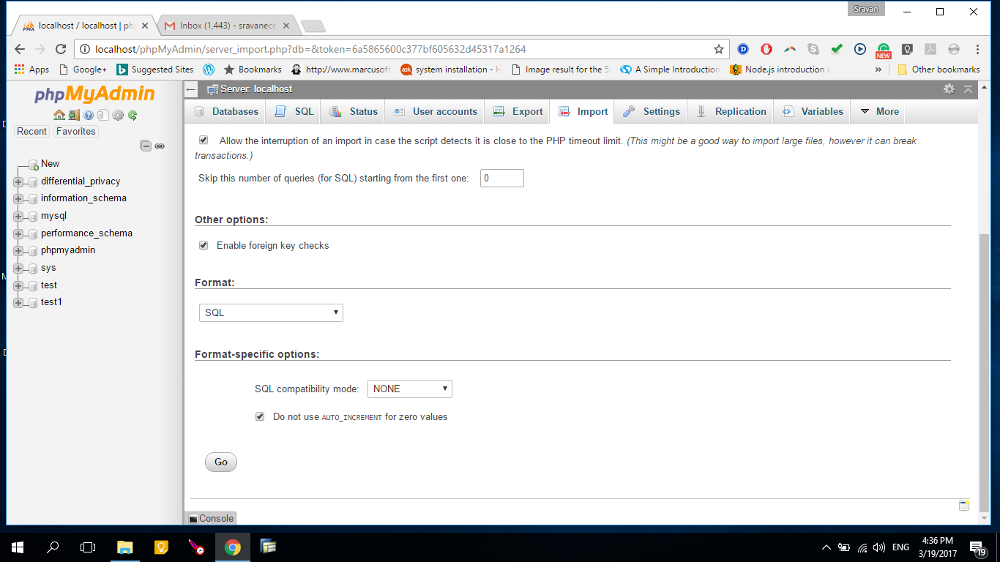 Sravan
localhost / localhost | ph
Inbox (1,443) - sravanece
localhost/phpMyAdmin/server_import.php?db=&token=6a5865600c377bf605632d45317a1264
NEW
Apps Google+ Suggested Sites Bookmarks http://www.marcusoft system installation - H Image result for the 5 A Simple Introduction Node.js introduction » Other bookmarks
phpMyAdmin
Recent Favorites
New
differential_privacy
information_schema
mysql
performance_schema
phpmyadmin
sys
test
test1
Server: localhost
Databases SQL Status User accounts Export Import Settings Replication Variables More
Allow the interruption of an import in case the script detects it is close to the PHP timeout limit. (This might be a good way to import large files, however it can break
transactions.)
Skip this number of queries (for SQL) starting from the first one: 0
Other options:
Enable foreign key checks
Format:
SQL
Format-specific options:
SQL compatibility mode: NONE
Do not use AUTO_INCREMENT for zero values
Go
Console
ENG
4:36 PM
3/19/2017
19